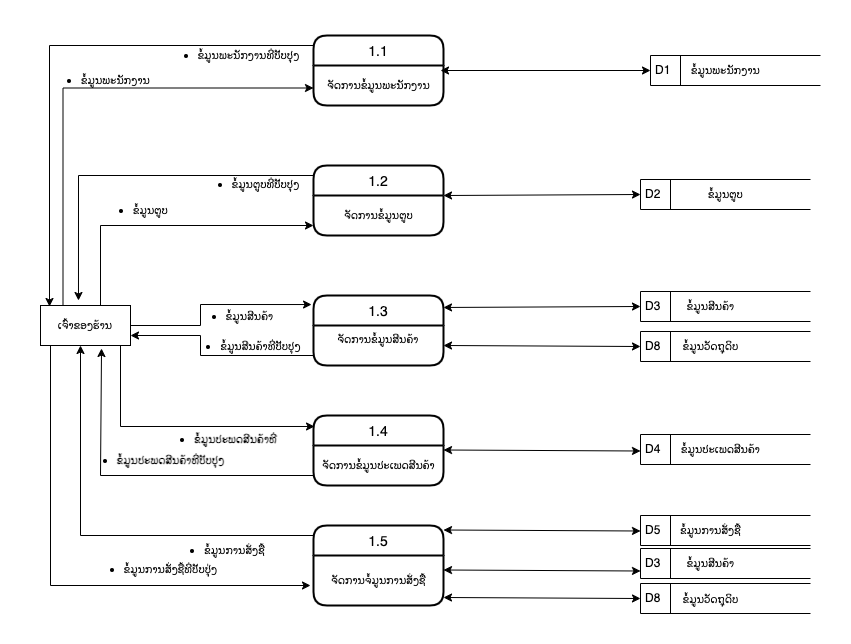 1.1
ຂໍ້ມູນພະນັກງານທີ່ປັບປຸງ
ຂໍ້ມູນພະນັກງານ
ຈັດການຂໍ້ມູນພະນັກງານ
D1 ຂໍ້ມູນພະນັກງານ
1.2
ຂໍ້ມູນຕູບທີ່ປັບປຸງ
ຂໍ້ມູນຕູບ
ຈັດການຂໍ້ມູນຕູບ
D2 ຂໍ້ມູນຕູບ
ເຈົ້າຂອງຮ້ານ
1.3
ຂໍ້ມູນສິນຄ້າ
ຂໍ້ມູນສິນຄ້າທີ່ປັບປຸງ
ຈັດການຂໍ້ມູນສິນຄ້າ
D3 ຂໍ້ມູນສິນຄ້າ
D8 ຂໍ້ມູນວັດຖຸດິບ
1.4
ຂໍ້ມູນປະພດສິນຄ້າທີ່
ຂໍ້ມູນປະພດສິນຄ້າທີ່ປັບປຸງ
ຈັດການຂໍ້ມູນປະເພດສິນຄ້າ
D4 ຂໍ້ມູນປະເພດສິນຄ້າ
1.5
ຂໍ້ມູນການສັ່ງຊື້
ຂໍ້ມູນການສັ່ງຊື້ທີ່ປັບປຸ່ງ
ຈັດການຈໍ້ມູນການສັ່ງຊື້
D5 ຂໍ້ມູນການສັ່ງຊື້
D3 ຂໍ້ມູນສິນຄ້າ
D8 ຂໍ້ມູນວັດຖຸດິບ